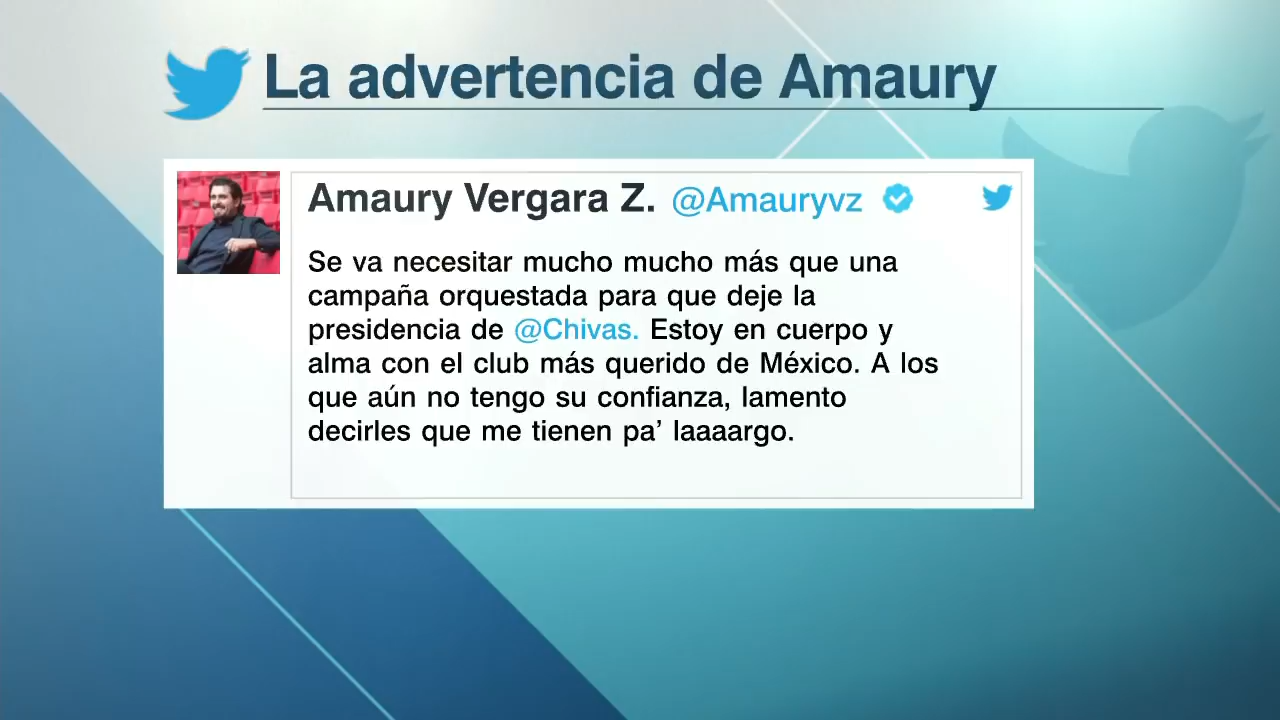 La advertencia de Amaury
Amaury Vergara Z. @Amauryvz
Se va necesitar mucho mucho más que una
campaña orquestada para que deje la
presidencia de @Chivas. Estoy en cuerpo y
alma con el club más querido de México. A los
que aún no tengo su confianza, lamento
decirles que me tienen pa’ laaaargo.